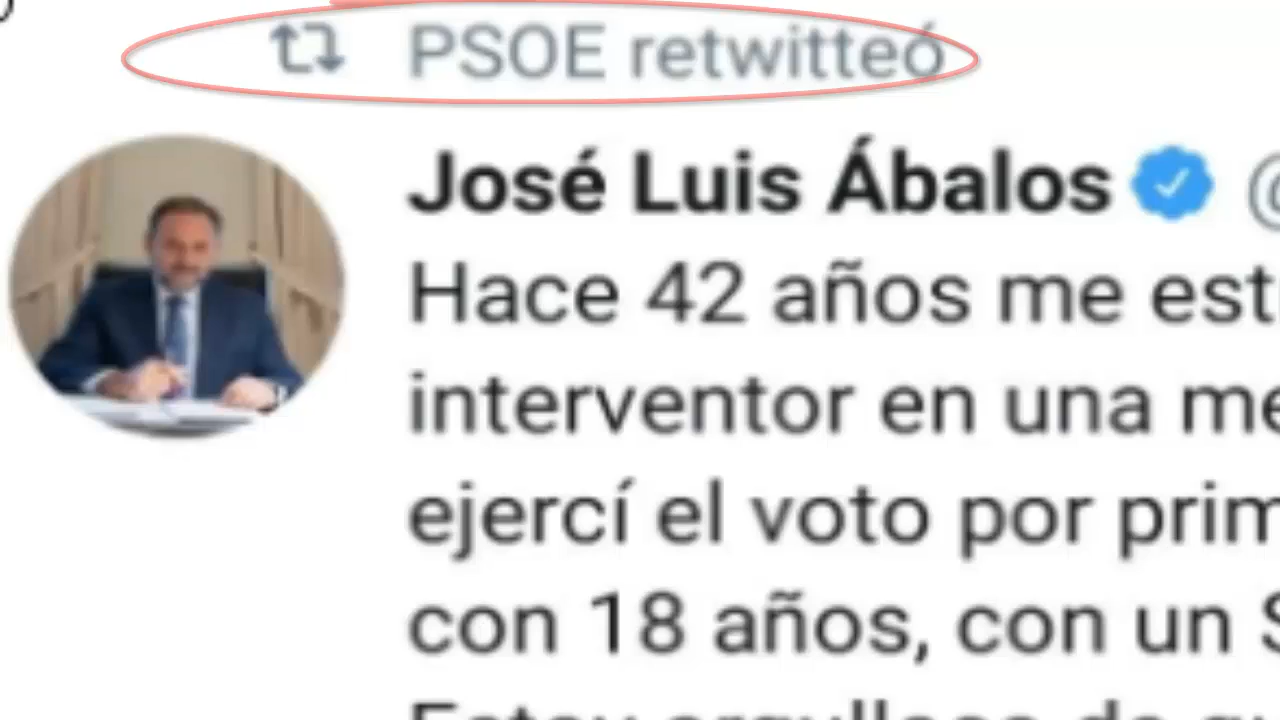 PSOE retwitteó
José Luis Ábalos @
Hace 42 años me est
interventor en una me
ejercí el voto por prim
con 18 años, con un S